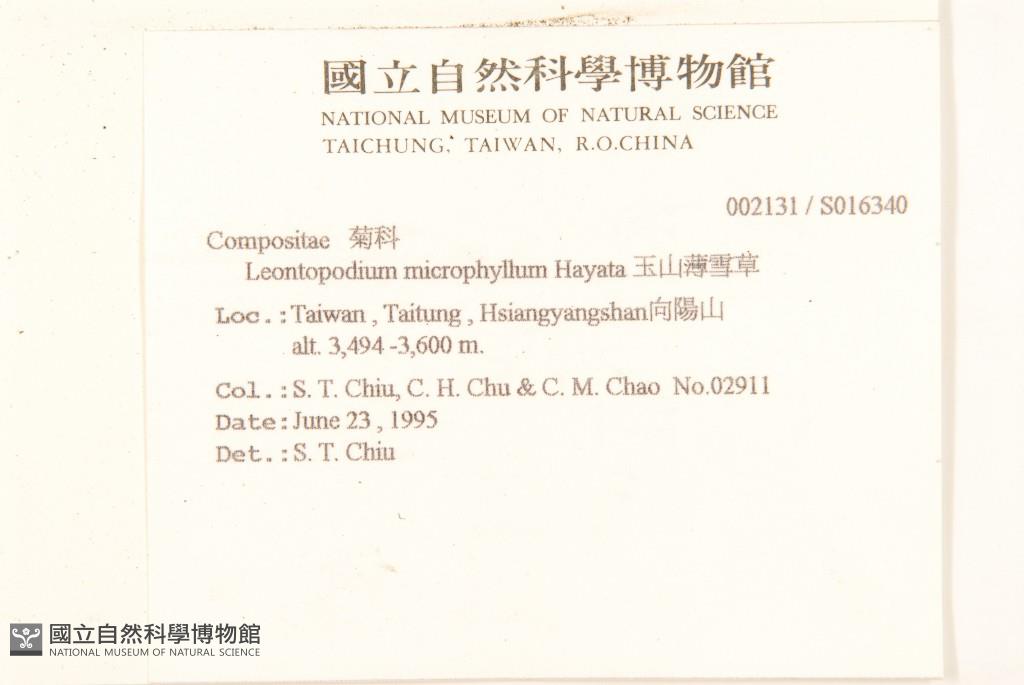 國立自然科學博物館
NATIONAL MUSEUM OF NATURAL SCIENCE
TAICHUNG, TAIWAN, R.O.CHINA
002131 / S016340
Compositae 菊科
Leontopodium microphyllum Hayata 玉山薄雪草
Loc.: Taiwan , Taitung , Hsiangyangshan向陽山
alt. 3,494 -3,600 m.
Col.: S. T. Chiu, C. H. Chu & C. M. Chao No.02911
Date: June 23 , 1995
Det.: S. T. Chiu
國立自然科學博物館
NATIONAL MUSEUM OF NATURAL SCIENCE